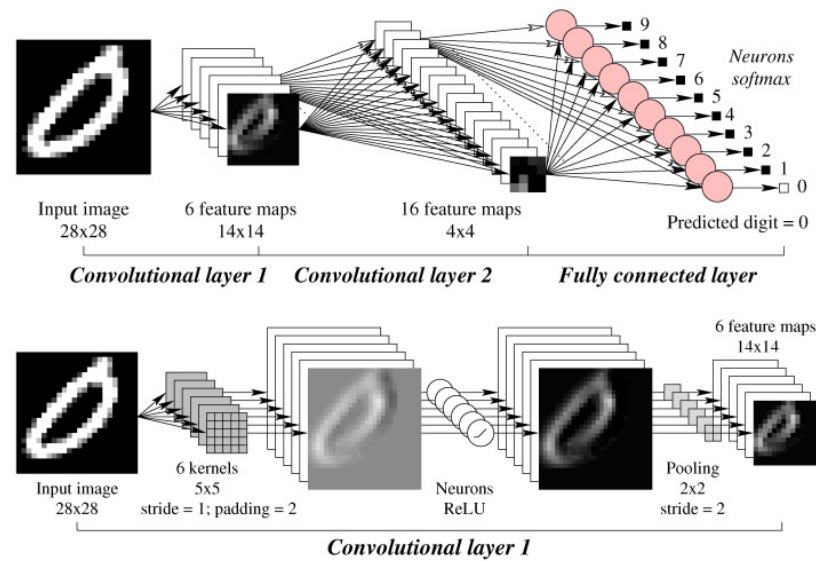 9
8
7
6
5
4
3
2
1
0
Neurons
softmax
Input image
28x28
6 feature maps
14x14
16 feature maps
4x4
Predicted digit = 0
Convolutional layer 1
Convolutional layer 2
Fully connected layer
6 feature maps
14x14
Input image
28x28
6 kernels
5x5
stride = 1; padding = 2
Neurons
ReLU
Pooling
2x2
stride = 2
Convolutional layer 1